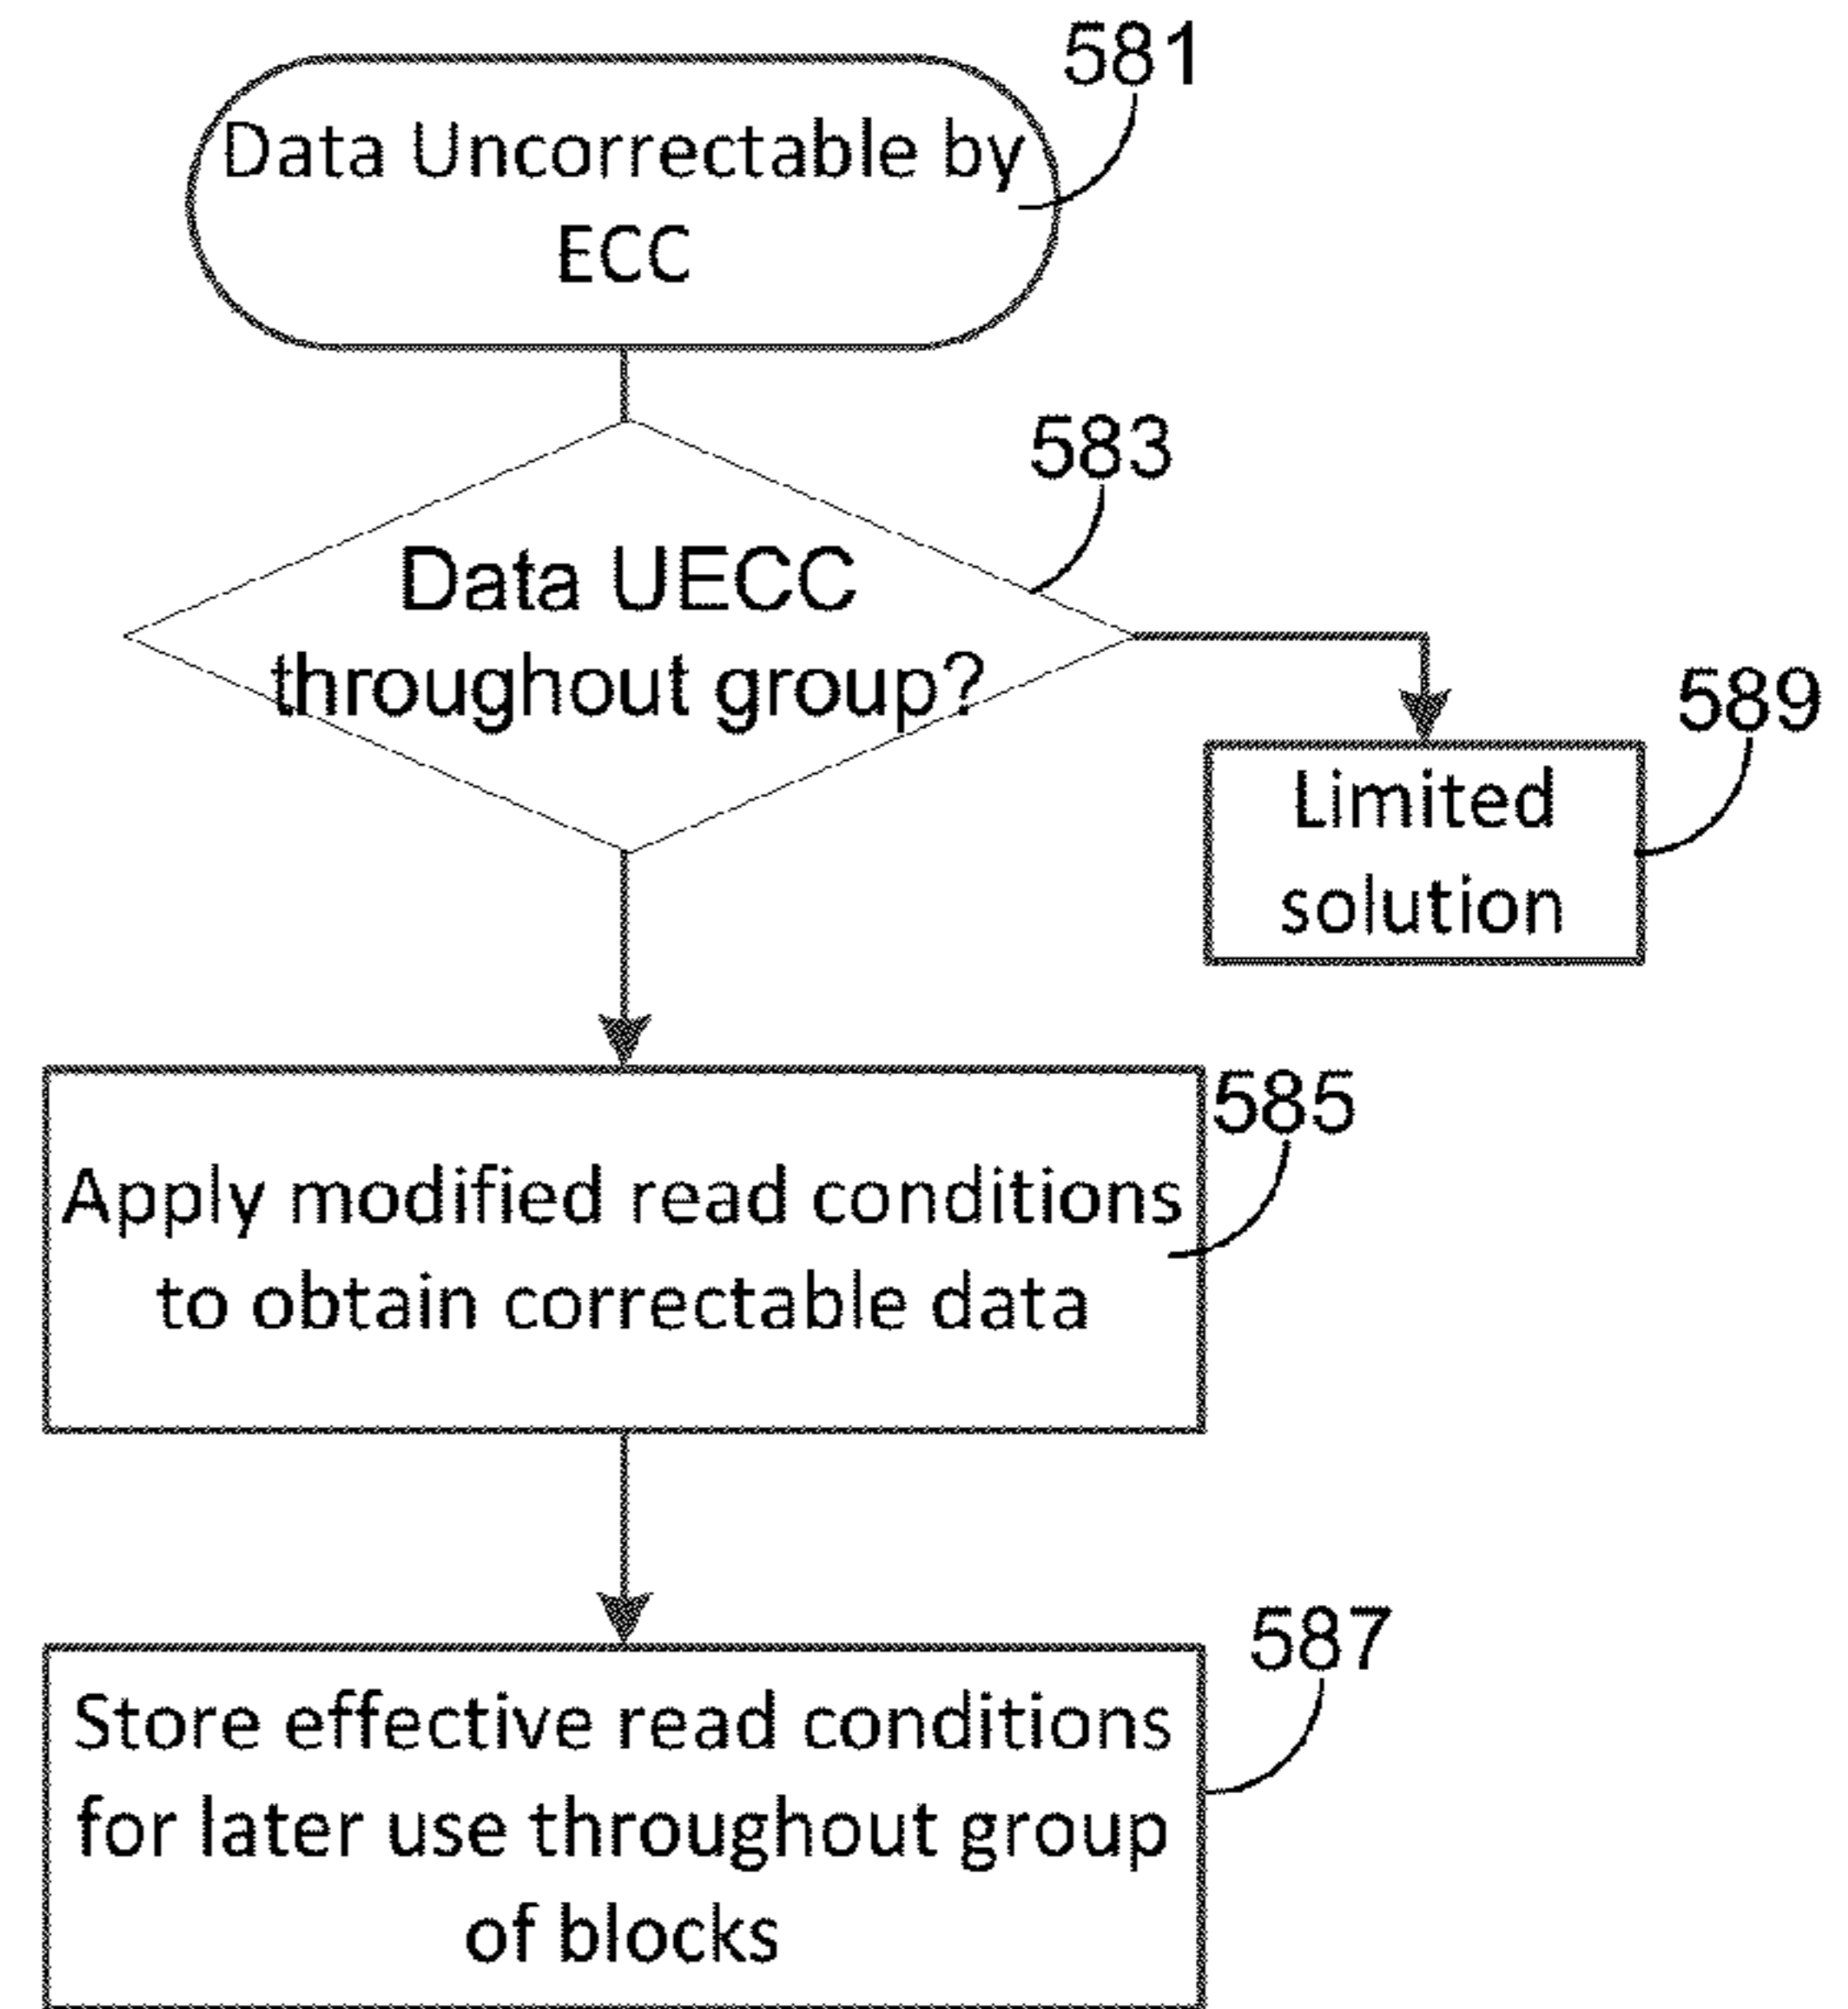 581
Data Uncorrectable by
ECC
583
Data UECC
throughout group?
589
Limited
solution
585
Apply modified read conditions
to obtain correctable data
587
Store effective read conditions
for later use throughout group
of blocks